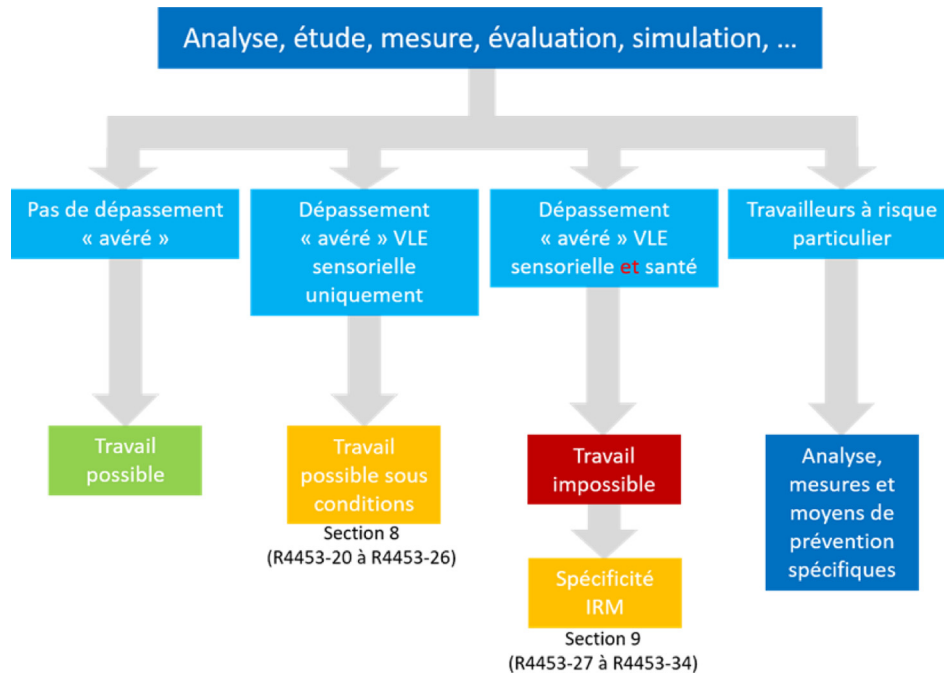 Analyse, étude, mesure, évaluation, simulation, ...
Pas de dépassement
« avéré »
Dépassement
« avéré » VLE
sensorielle
uniquement
Dépassement
« avéré » VLE
sensorielle et santé
Travailleurs à risque
particulier
Travail
possible
Travail
possible sous
conditions
Section 8
(R4453-20 à R4453-26)
Travail
impossible
Spécificité
IRM
Section 9
(R4453-27 à R4453-34)
Analyse,
mesures et
moyens de
prévention
spécifiques